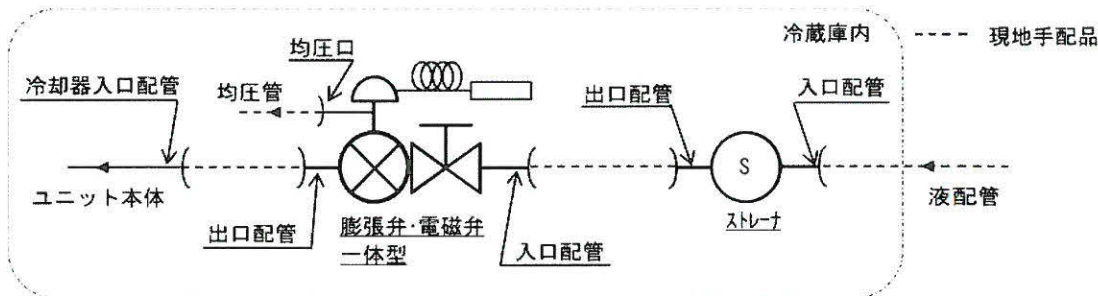 冷蔵庫内
現地手配品
均圧口
冷却器入口配管
均圧管
出口配管
入口配管
S
ユニット本体
出口配管
膨張弁・電磁弁
一体型
入口配管
ストレーナ
液配管